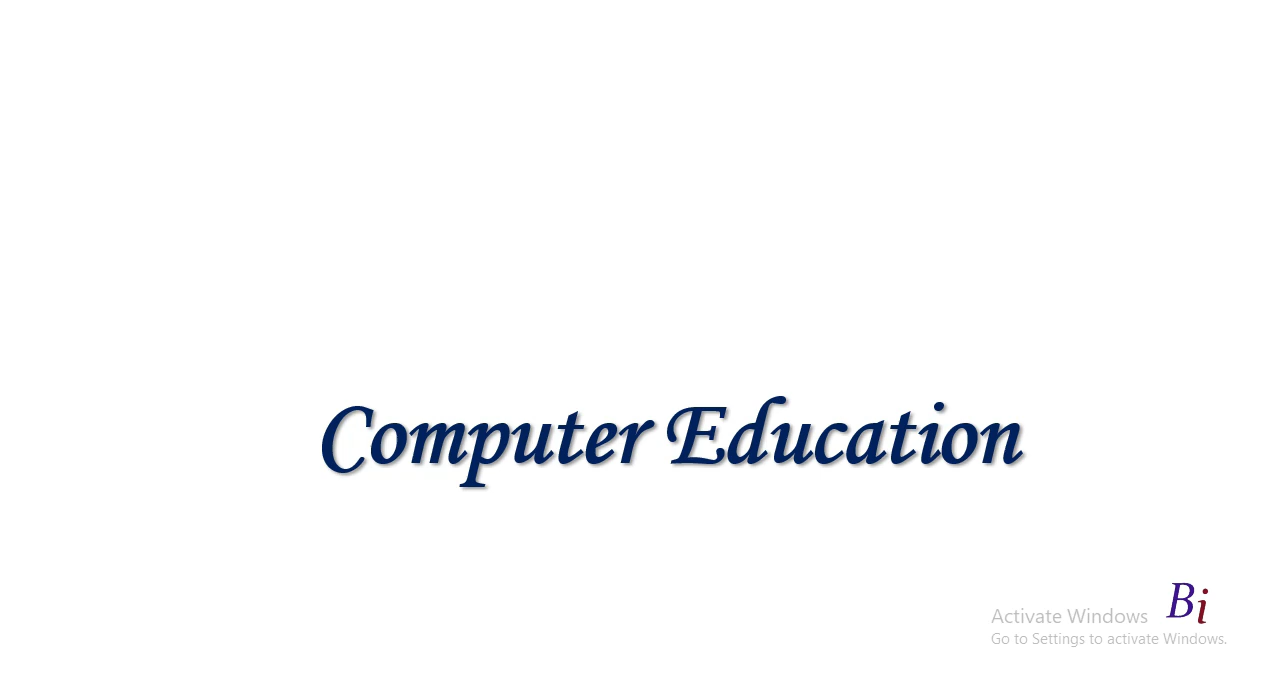 Computer Education
Bi
Activate Windows
Go to Settings to activate Windows.